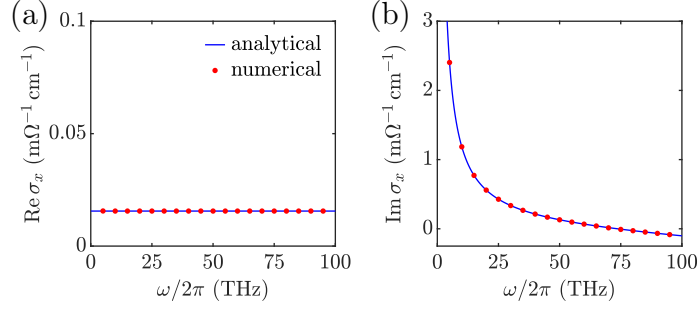 (a)
0.1
analytical
numerical
0.05
0
Re σₓ (mΩ⁻¹ cm⁻¹)
0 25 50 75 100
ω/2π (THz)
(b)
3
2
1
0
Im σₓ (mΩ⁻¹ cm⁻¹)
0 25 50 75 100
ω/2π (THz)